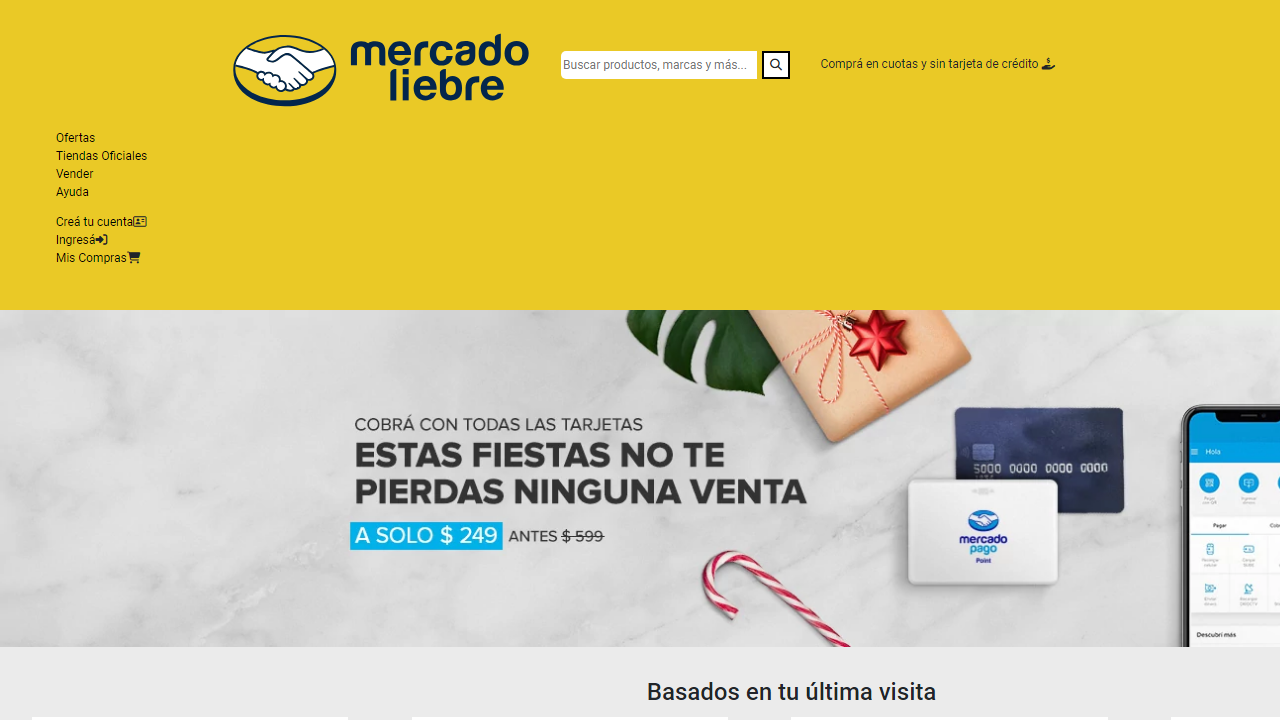 mercado
liebre
Buscar productos, marcas y más...
Comprá en cuotas y sin tarjeta de crédito
Ofertas
Tiendas Oficiales
Vender
Ayuda
Creá tu cuenta
Ingresá
Mis Compras
COBRÁ CON TODAS LAS TARJETAS
ESTAS FIESTAS NO TE
PIERDAS NINGUNA VENTA
A SOLO $ 249 ANTES $ 599
5000 0000 0000 0000
mercado
pago
Point
Hola
Pagar
Descubrí más
Basados en tu última visita